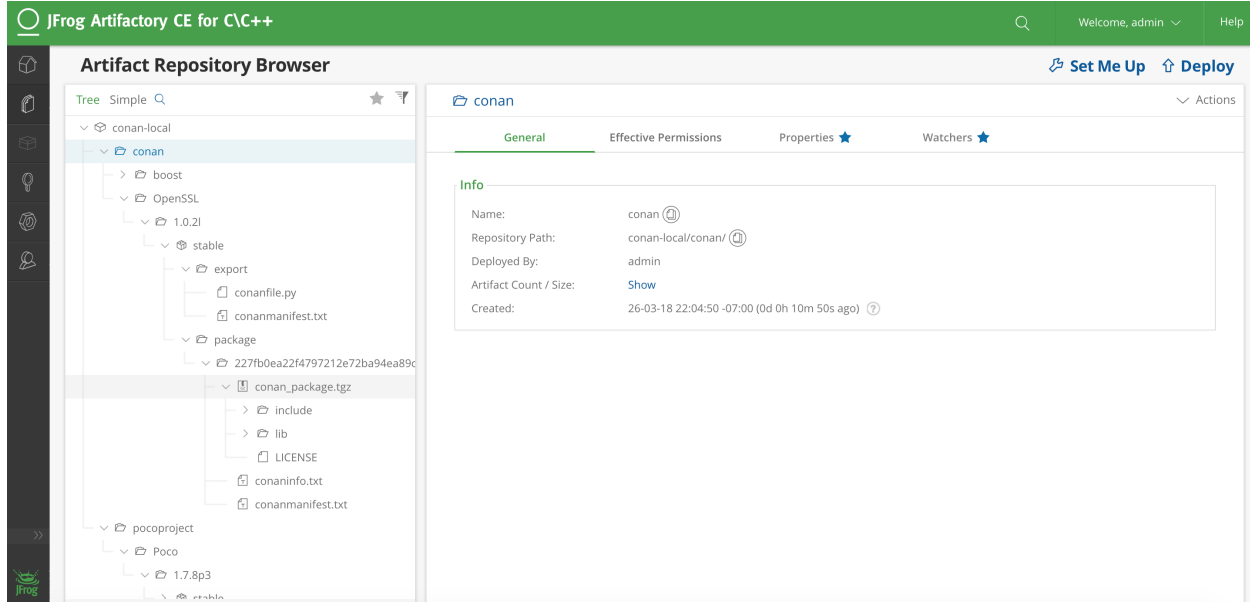 JFrog Artifactory CE for C\C++
Welcome, admin
Help
Artifact Repository Browser
Set Me Up
Deploy
Tree Simple
conan
Actions
conan-local
General Effective Permissions Properties Watchers
conan
boost
OpenSSL
1.0.2l
stable
export
conanfile.py
conanmanifest.txt
package
227fb0ea22f4797212e72ba94ea89c
conan_package.tgz
include
lib
LICENSE
conaninfo.txt
conanmanifest.txt
pocoproject
Poco
1.7.8p3
stable
Info
Name: conan
Repository Path: conan-local/conan/
Deployed By: admin
Artifact Count / Size: Show
Created: 26-03-18 22:04:50 -07:00 (0d 0h 10m 50s ago) ?
JFrog